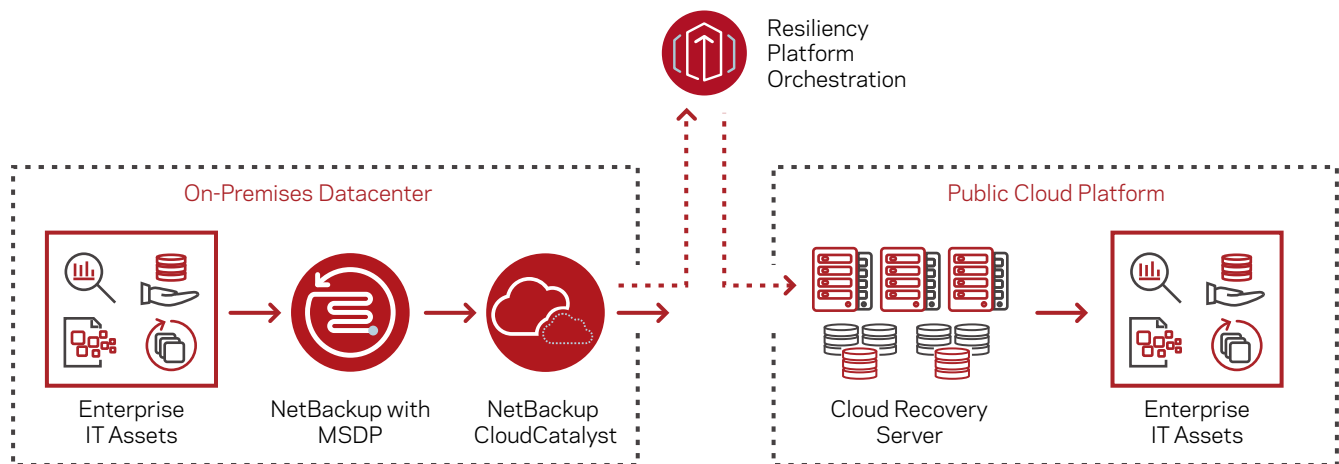 Resiliency
Platform
Orchestration
On-Premises Datacenter
Enterprise
IT Assets
NetBackup with
MSDP
NetBackup
CloudCatalyst
Public Cloud Platform
Cloud Recovery
Server
Enterprise
IT Assets